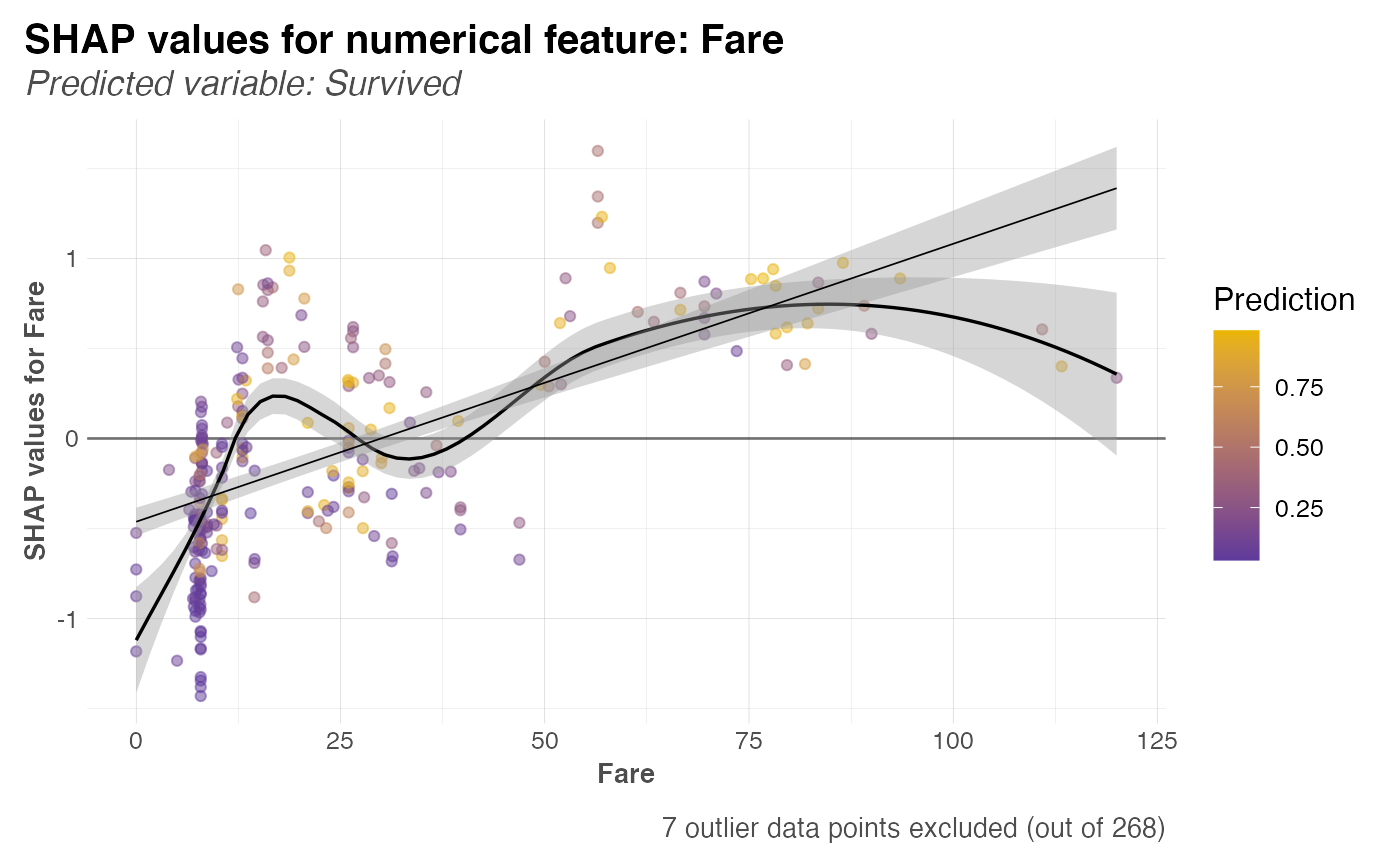 SHAP values for numerical feature: Fare
Predicted variable: Survived
SHAP values for Fare
1
0
-1
0 25 50 75 100 125
Fare
Prediction
0.75
0.50
0.25
7 outlier data points excluded (out of 268)